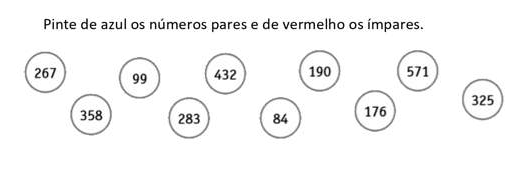 Pinte de azul os números pares e de vermelho os ímpares.
267 99 432 190 571
358 283 84 176 325